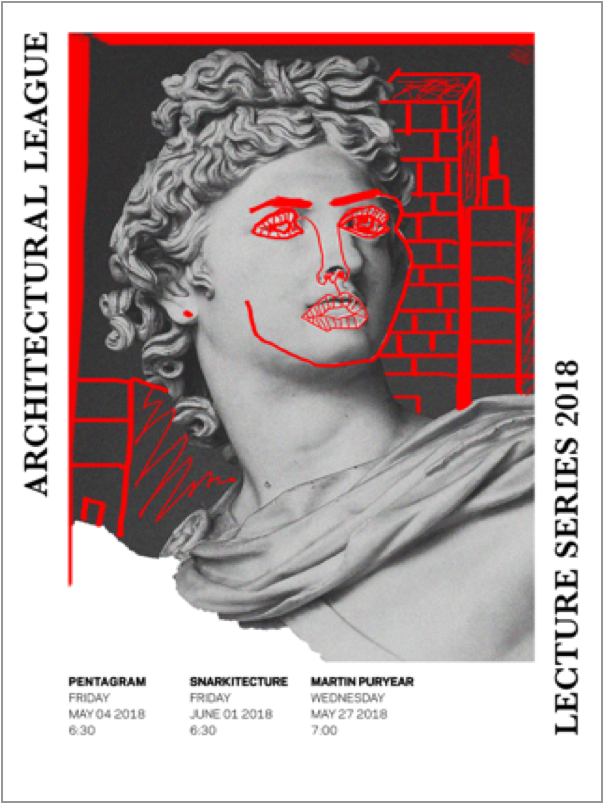 ARCHITECTURAL LEAGUE
LECTURE SERIES 2018
PENTAGRAM
FRIDAY
MAY 04 2018
6:30
SNARKITECTURE
FRIDAY
JUNE 01 2018
6:30
MARTIN PURYEAR
WEDNESDAY
MAY 27 2018
7:00